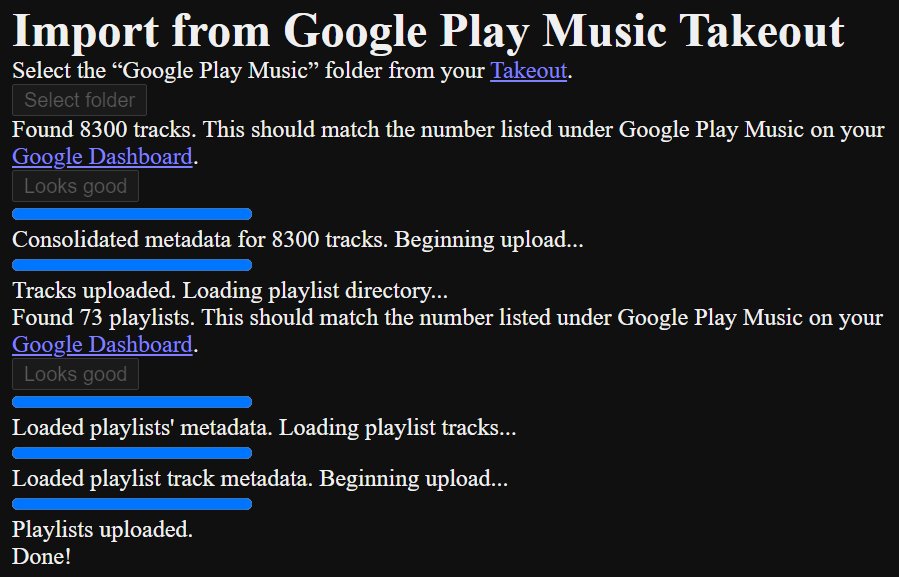 Import from Google Play Music Takeout
Select the “Google Play Music” folder from your Takeout.
Select folder
Found 8300 tracks. This should match the number listed under Google Play Music on your
Google Dashboard.
Looks good
Consolidated metadata for 8300 tracks. Beginning upload...
Tracks uploaded. Loading playlist directory...
Found 73 playlists. This should match the number listed under Google Play Music on your
Google Dashboard.
Looks good
Loaded playlists' metadata. Loading playlist tracks...
Loaded playlist track metadata. Beginning upload...
Playlists uploaded.
Done!